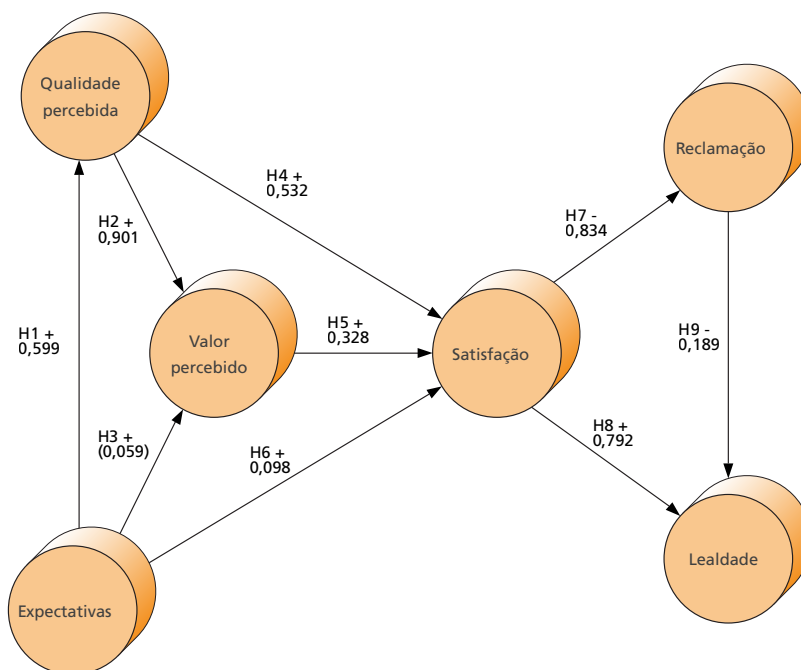 Qualidade
percebida
Reclamação
H4 +
0,532
H7 -
0,834
H2 +
0,901
H1 +
0,599
Valor
percebido
H5 +
0,328
Satisfação
H9 -
0,189
H3 +
(0,059)
H6 +
0,098
H8 +
0,792
Expectativas
Lealdade